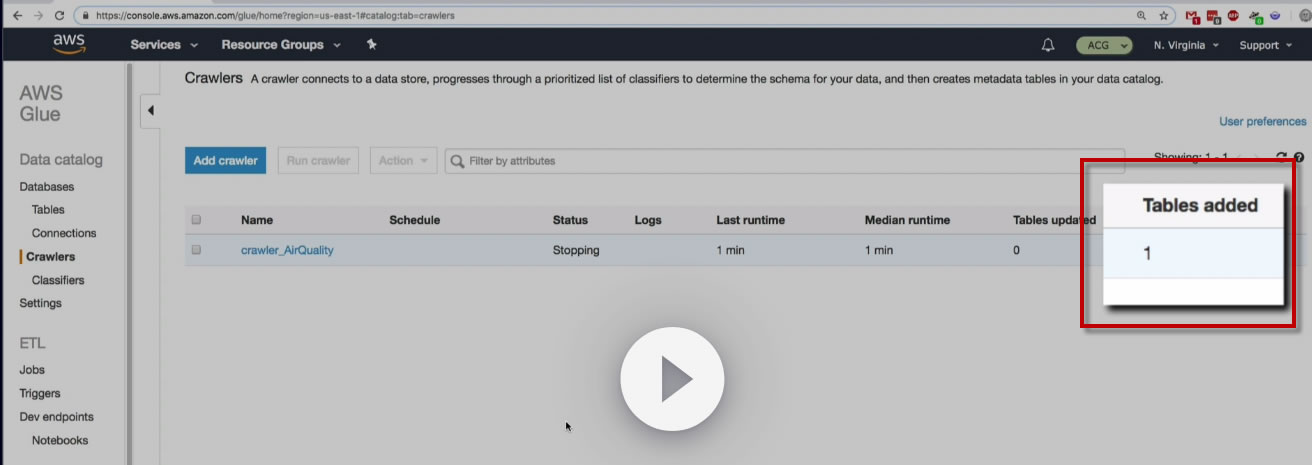 https://console.aws.amazon.com/glue/home?region=us-east-1#catalog:tab=crawlers
aws Services Resource Groups ACG N. Virginia Support
AWS
Glue
Crawlers A crawler connects to a data store, progresses through a prioritized list of classifiers to determine the schema for your data, and then creates metadata tables in your data catalog.
User preferences
Data catalog
Databases
Tables
Connections
Crawlers
Classifiers
Settings
ETL
Jobs
Triggers
Dev endpoints
Notebooks
Add crawler Run crawler Action Filter by attributes Showing: 1 - 1
Name Schedule Status Logs Last runtime Median runtime Tables updated Tables added
crawler_AirQuality Stopping 1 min 1 min 0 1